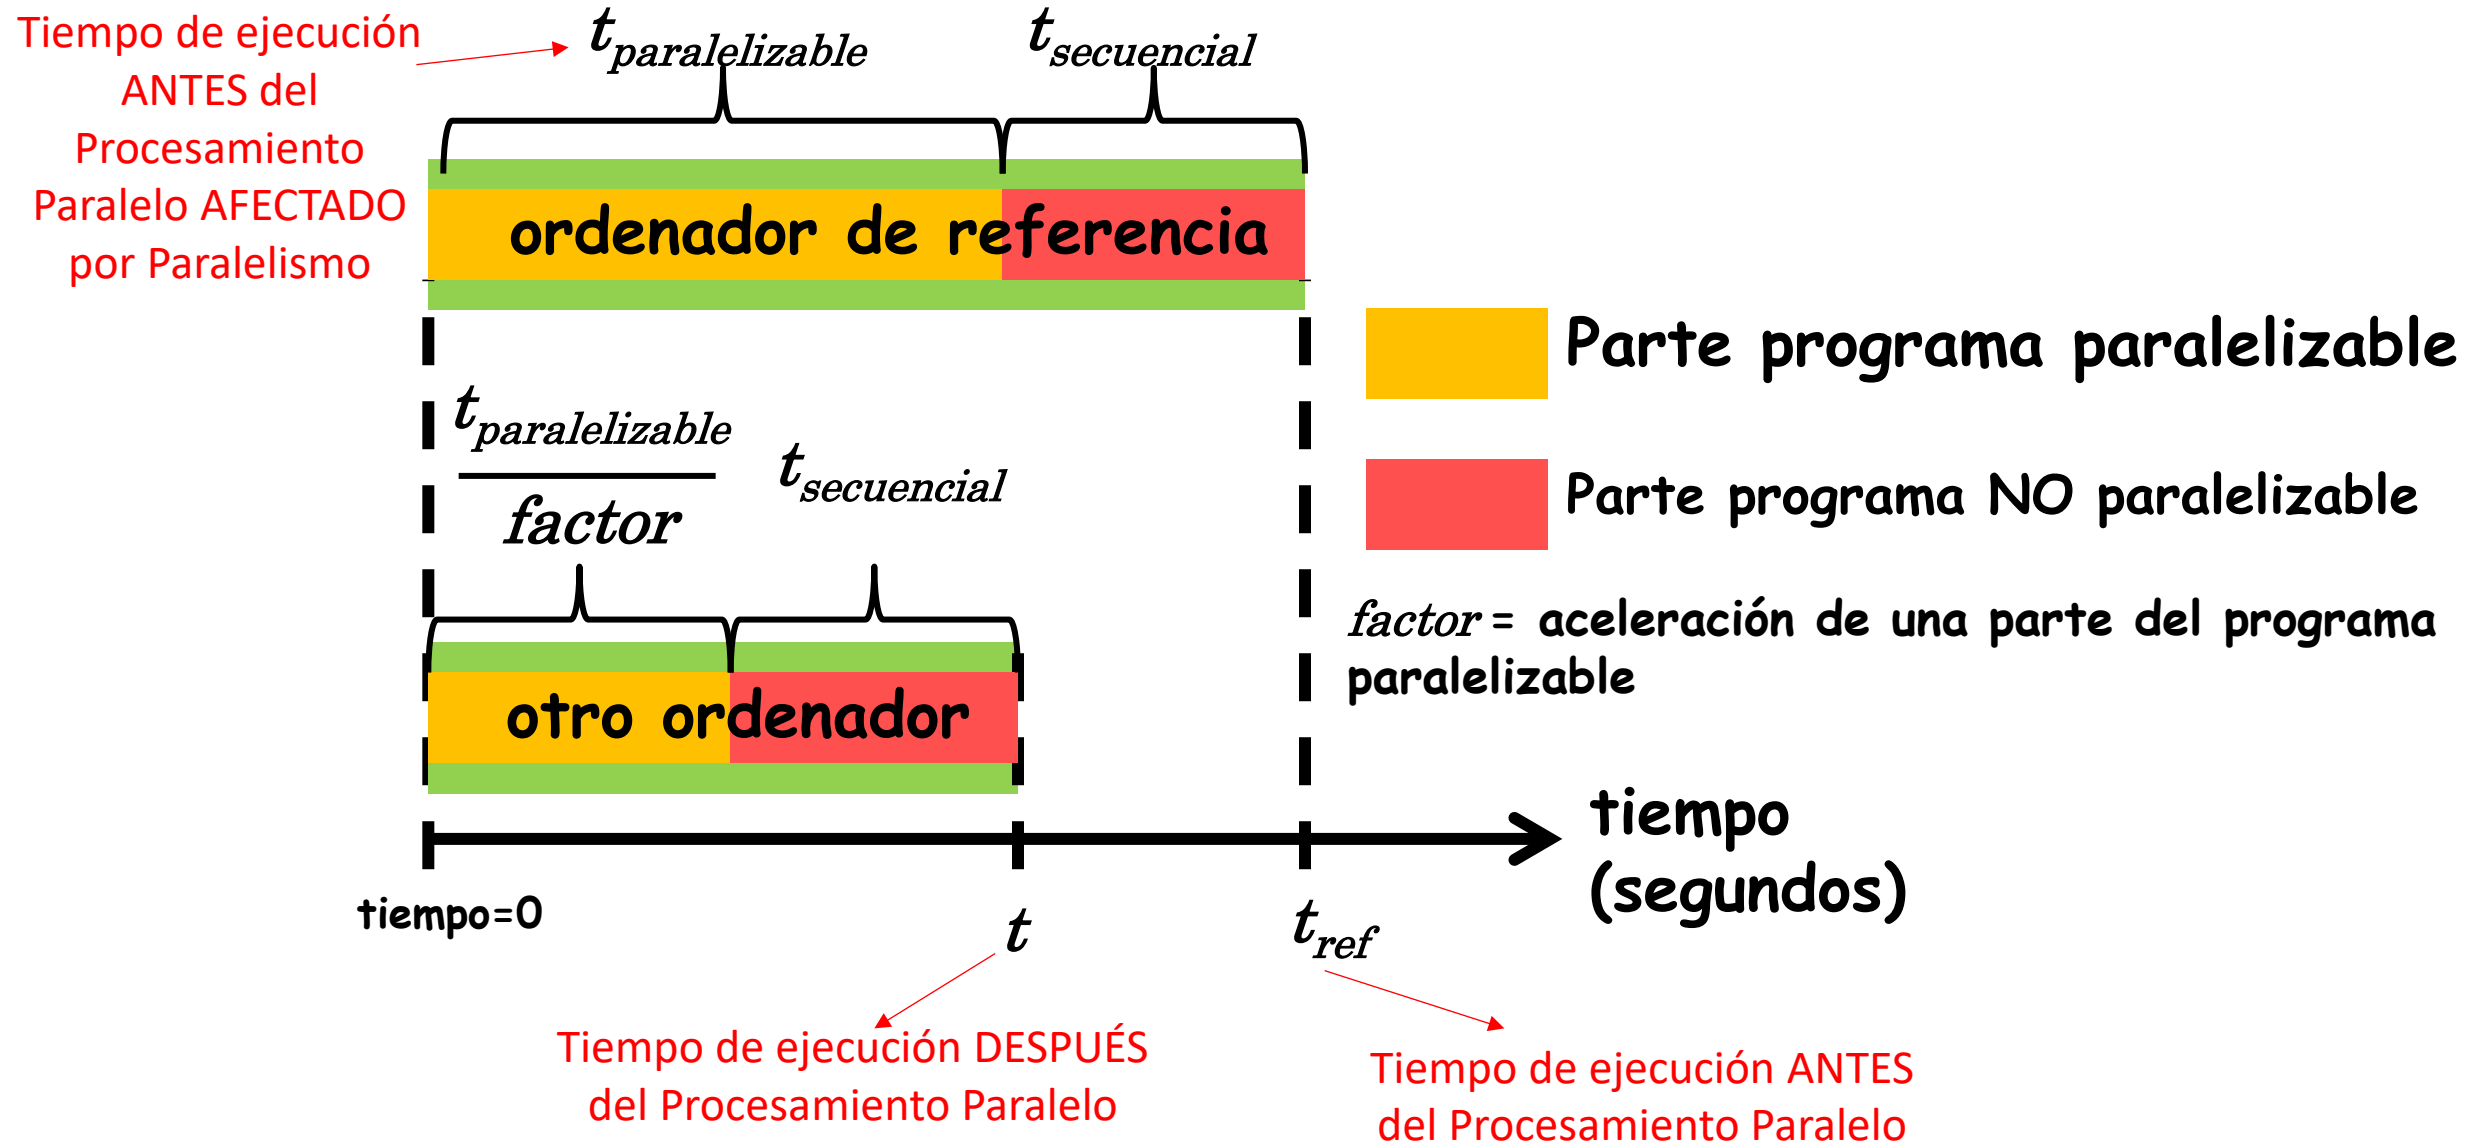 Tiempo de ejecución
ANTES del
Procesamiento
Paralelo AFECTADO
por Paralelismo
t_paralelizable
t_secuencial
ordenador de referencia
Parte programa paralelizable
t_paralelizable
factor
t_secuencial
Parte programa NO paralelizable
factor = aceleración de una parte del programa
paralelizable
otro ordenador
tiempo
(segundos)
tiempo=0
t
t_ref
Tiempo de ejecución DESPUÉS
del Procesamiento Paralelo
Tiempo de ejecución ANTES
del Procesamiento Paralelo